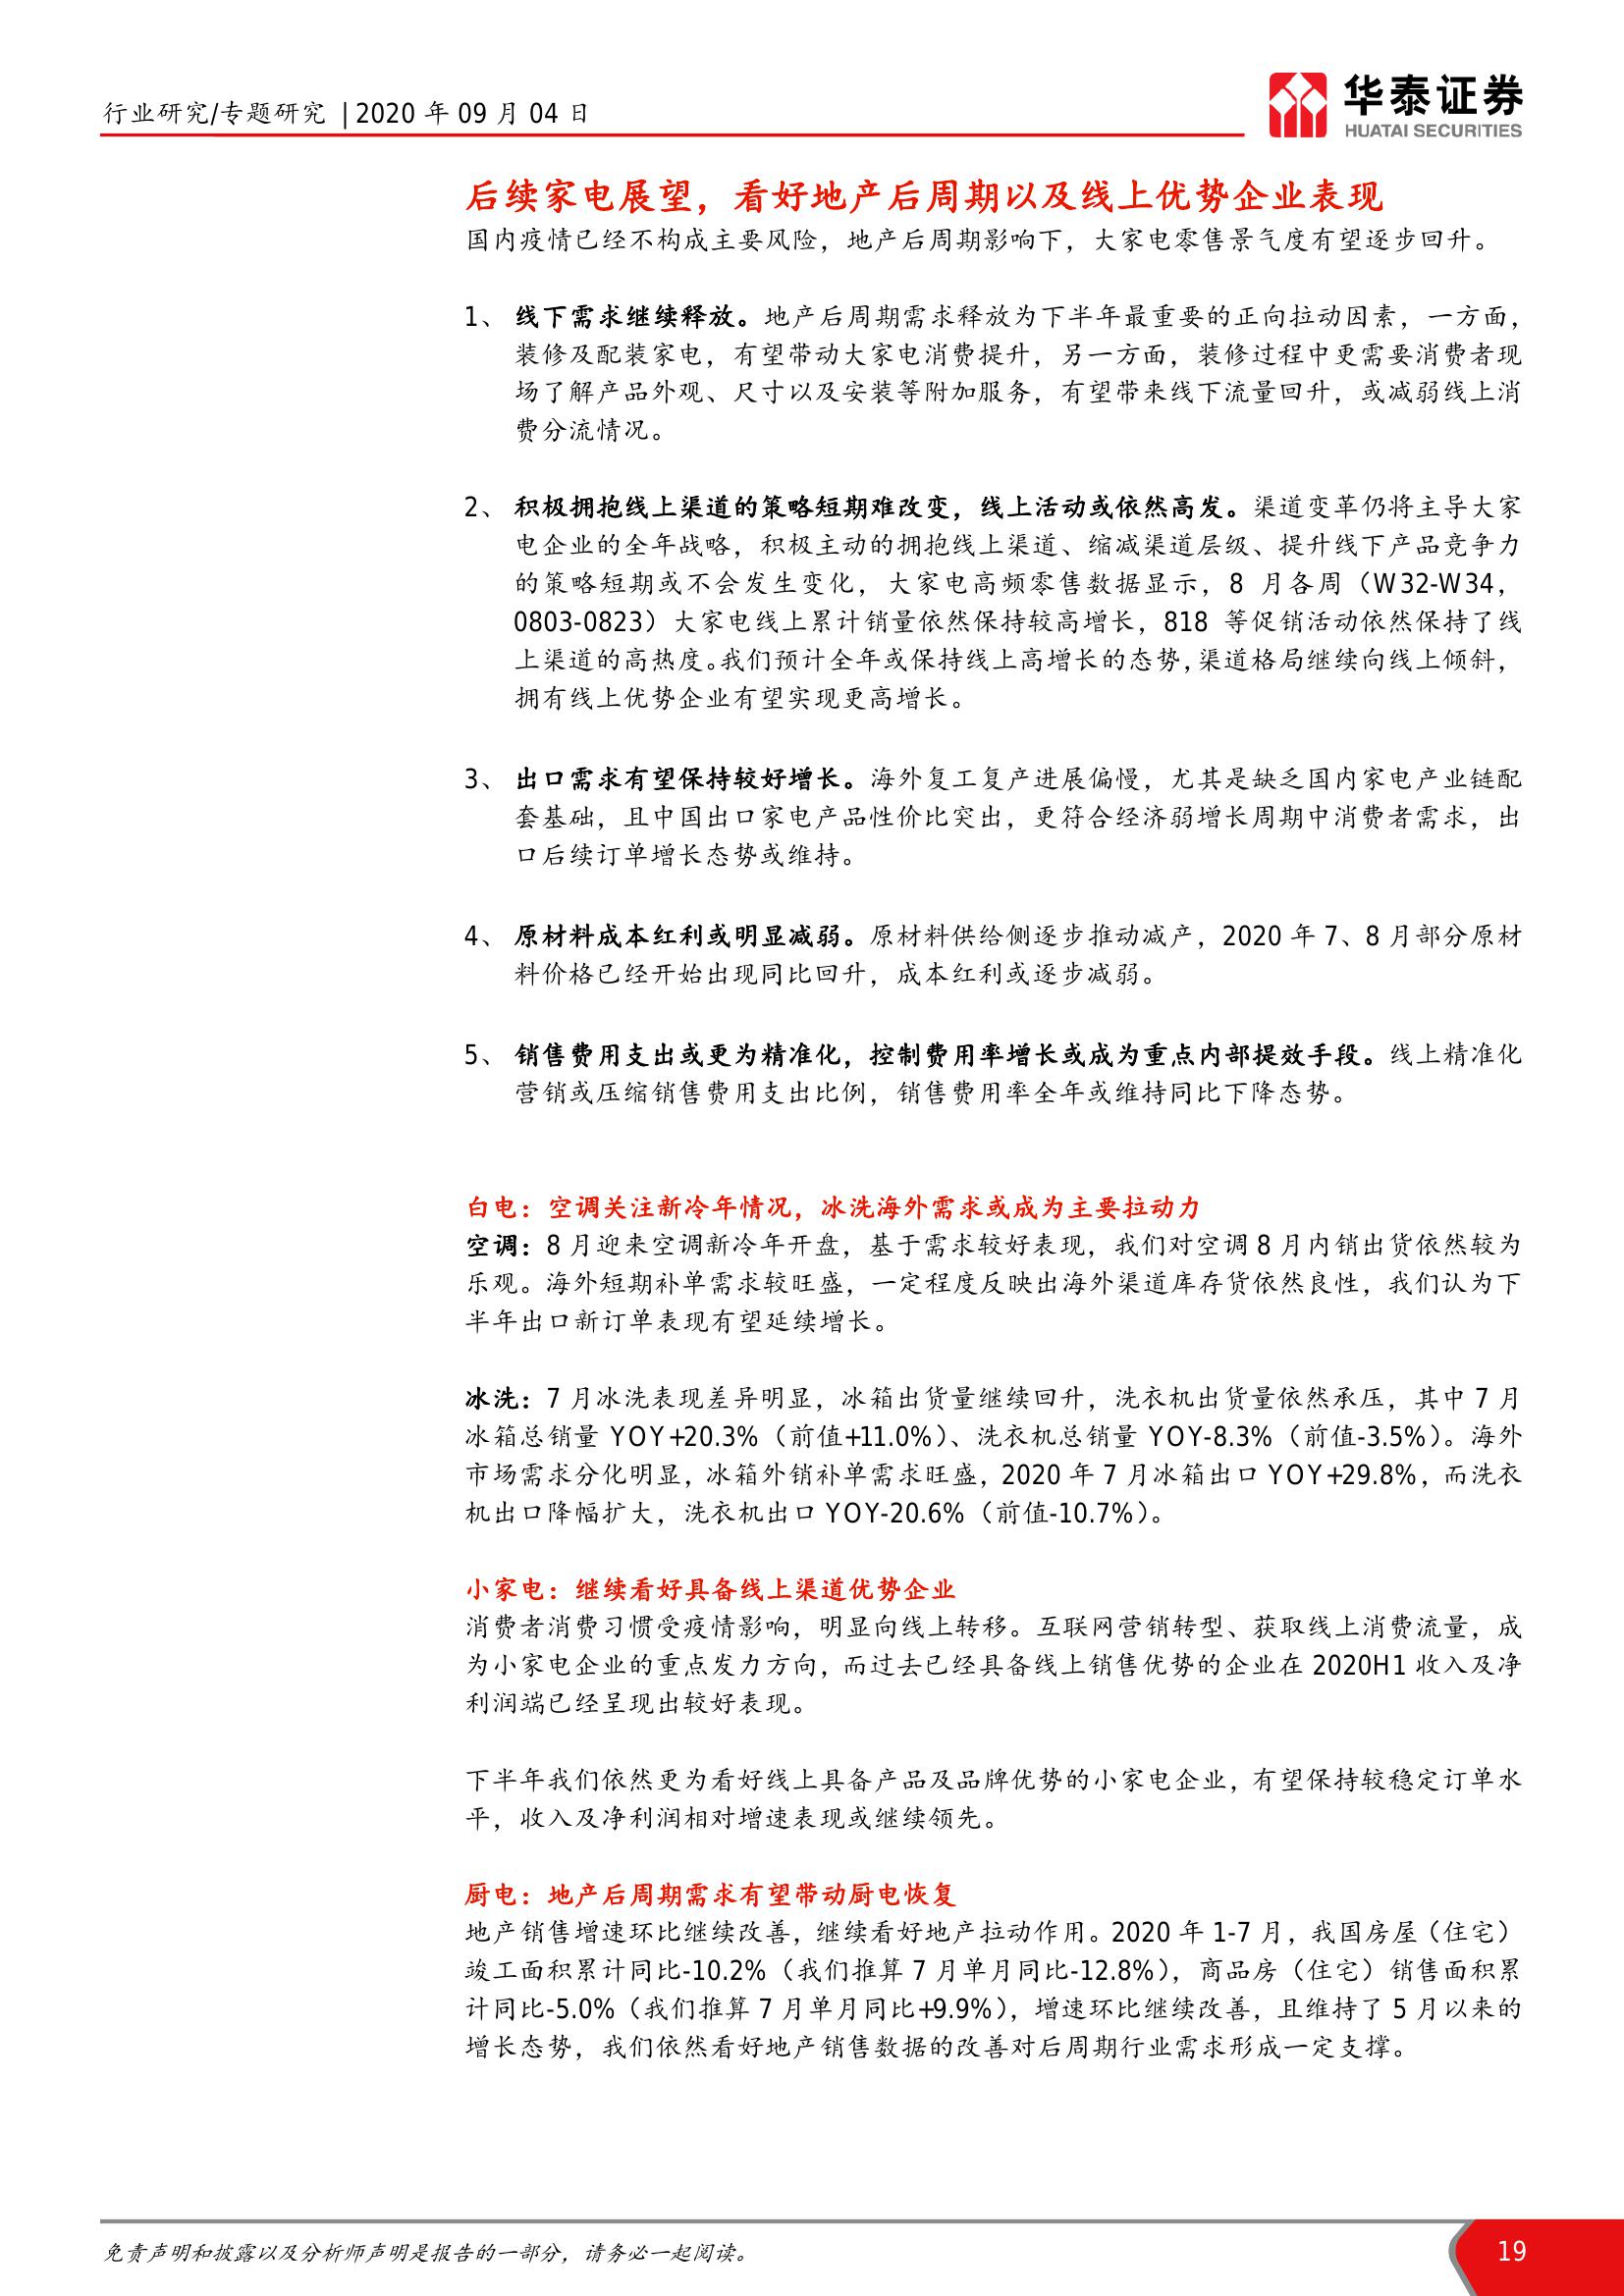 行业研究/专题研究 | 2020 年 09 月 04 日
华泰证券
HUATAI SECURITIES
后续家电展望，看好地产后周期以及线上优势企业表现
国内疫情已经不构成主要风险，地产后周期影响下，大家电零售景气度有望逐步回升。
1、 线下需求继续释放。地产后周期需求释放为下半年最重要的正向拉动因素，一方面，
装修及配装家电，有望带动大家电消费提升，另一方面，装修过程中更需要消费者现
场了解产品外观、尺寸以及安装等附加服务，有望带来线下流量回升，或减弱线上消
费分流情况。
2、 积极拥抱线上渠道的策略短期难改变，线上活动或依然高发。渠道变革仍将主导大家
电企业的全年战略，积极主动的拥抱线上渠道、缩减渠道层级、提升线下产品竞争力
的策略短期或不会发生变化，大家电高频零售数据显示，8 月各周（W32-W34，
0803-0823）大家电线上累计销量依然保持较高增长，818 等促销活动依然保持了线
上渠道的高热度。我们预计全年或保持线上高增长的态势，渠道格局继续向线上倾斜，
拥有线上优势企业有望实现更高增长。
3、 出口需求有望保持较好增长。海外复工复产进展偏慢，尤其是缺乏国内家电产业链配
套基础，且中国出口家电产品性价比突出，更符合经济弱增长周期中消费者需求，出
口后续订单增长态势或维持。
4、 原材料成本红利或明显减弱。原材料供给侧逐步推动减产，2020 年 7、8 月部分原材
料价格已经开始出现同比回升，成本红利或逐步减弱。
5、 销售费用支出或更为精准化，控制费用率增长或成为重点内部提效手段。线上精准化
营销或压缩销售费用支出比例，销售费用率全年或维持同比下降态势。
白电：空调关注新冷年情况，冰洗海外需求或成为主要拉动力
空调：8 月迎来空调新冷年开盘，基于需求较好表现，我们对空调 8 月内销出货依然较为
乐观。海外短期补单需求较旺盛，一定程度反映出海外渠道库存货依然良性，我们认为下
半年出口新订单表现有望延续增长。
冰洗：7 月冰洗表现差异明显，冰箱出货量继续回升，洗衣机出货量依然承压，其中 7 月
冰箱总销量 YOY+20.3%（前值+11.0%）、洗衣机总销量 YOY-8.3%（前值-3.5%）。海外
市场需求分化明显，冰箱外销补单需求旺盛，2020 年 7 月冰箱出口 YOY+29.8%，而洗衣
机出口降幅扩大，洗衣机出口 YOY-20.6%（前值-10.7%）。
小家电：继续看好具备线上渠道优势企业
消费者消费习惯受疫情影响，明显向线上转移。互联网营销转型、获取线上消费流量，成
为小家电企业的重点发力方向，而过去已经具备线上销售优势的企业在 2020H1 收入及净
利润端已经呈现出较好表现。
下半年我们依然更为看好线上具备产品及品牌优势的小家电企业，有望保持较稳定订单水
平，收入及净利润相对增速表现或继续领先。
厨电：地产后周期需求有望带动厨电恢复
地产销售增速环比继续改善，继续看好地产拉动作用。2020 年 1-7 月，我国房屋（住宅）
竣工面积累计同比-10.2%（我们推算 7 月单月同比-12.8%），商品房（住宅）销售面积累
计同比-5.0%（我们推算 7 月单月同比+9.9%），增速环比继续改善，且维持了 5 月以来的
增长态势，我们依然看好地产销售数据的改善对后周期行业需求形成一定支撑。
免责声明和披露以及分析师声明是报告的一部分，请务必一起阅读。
19